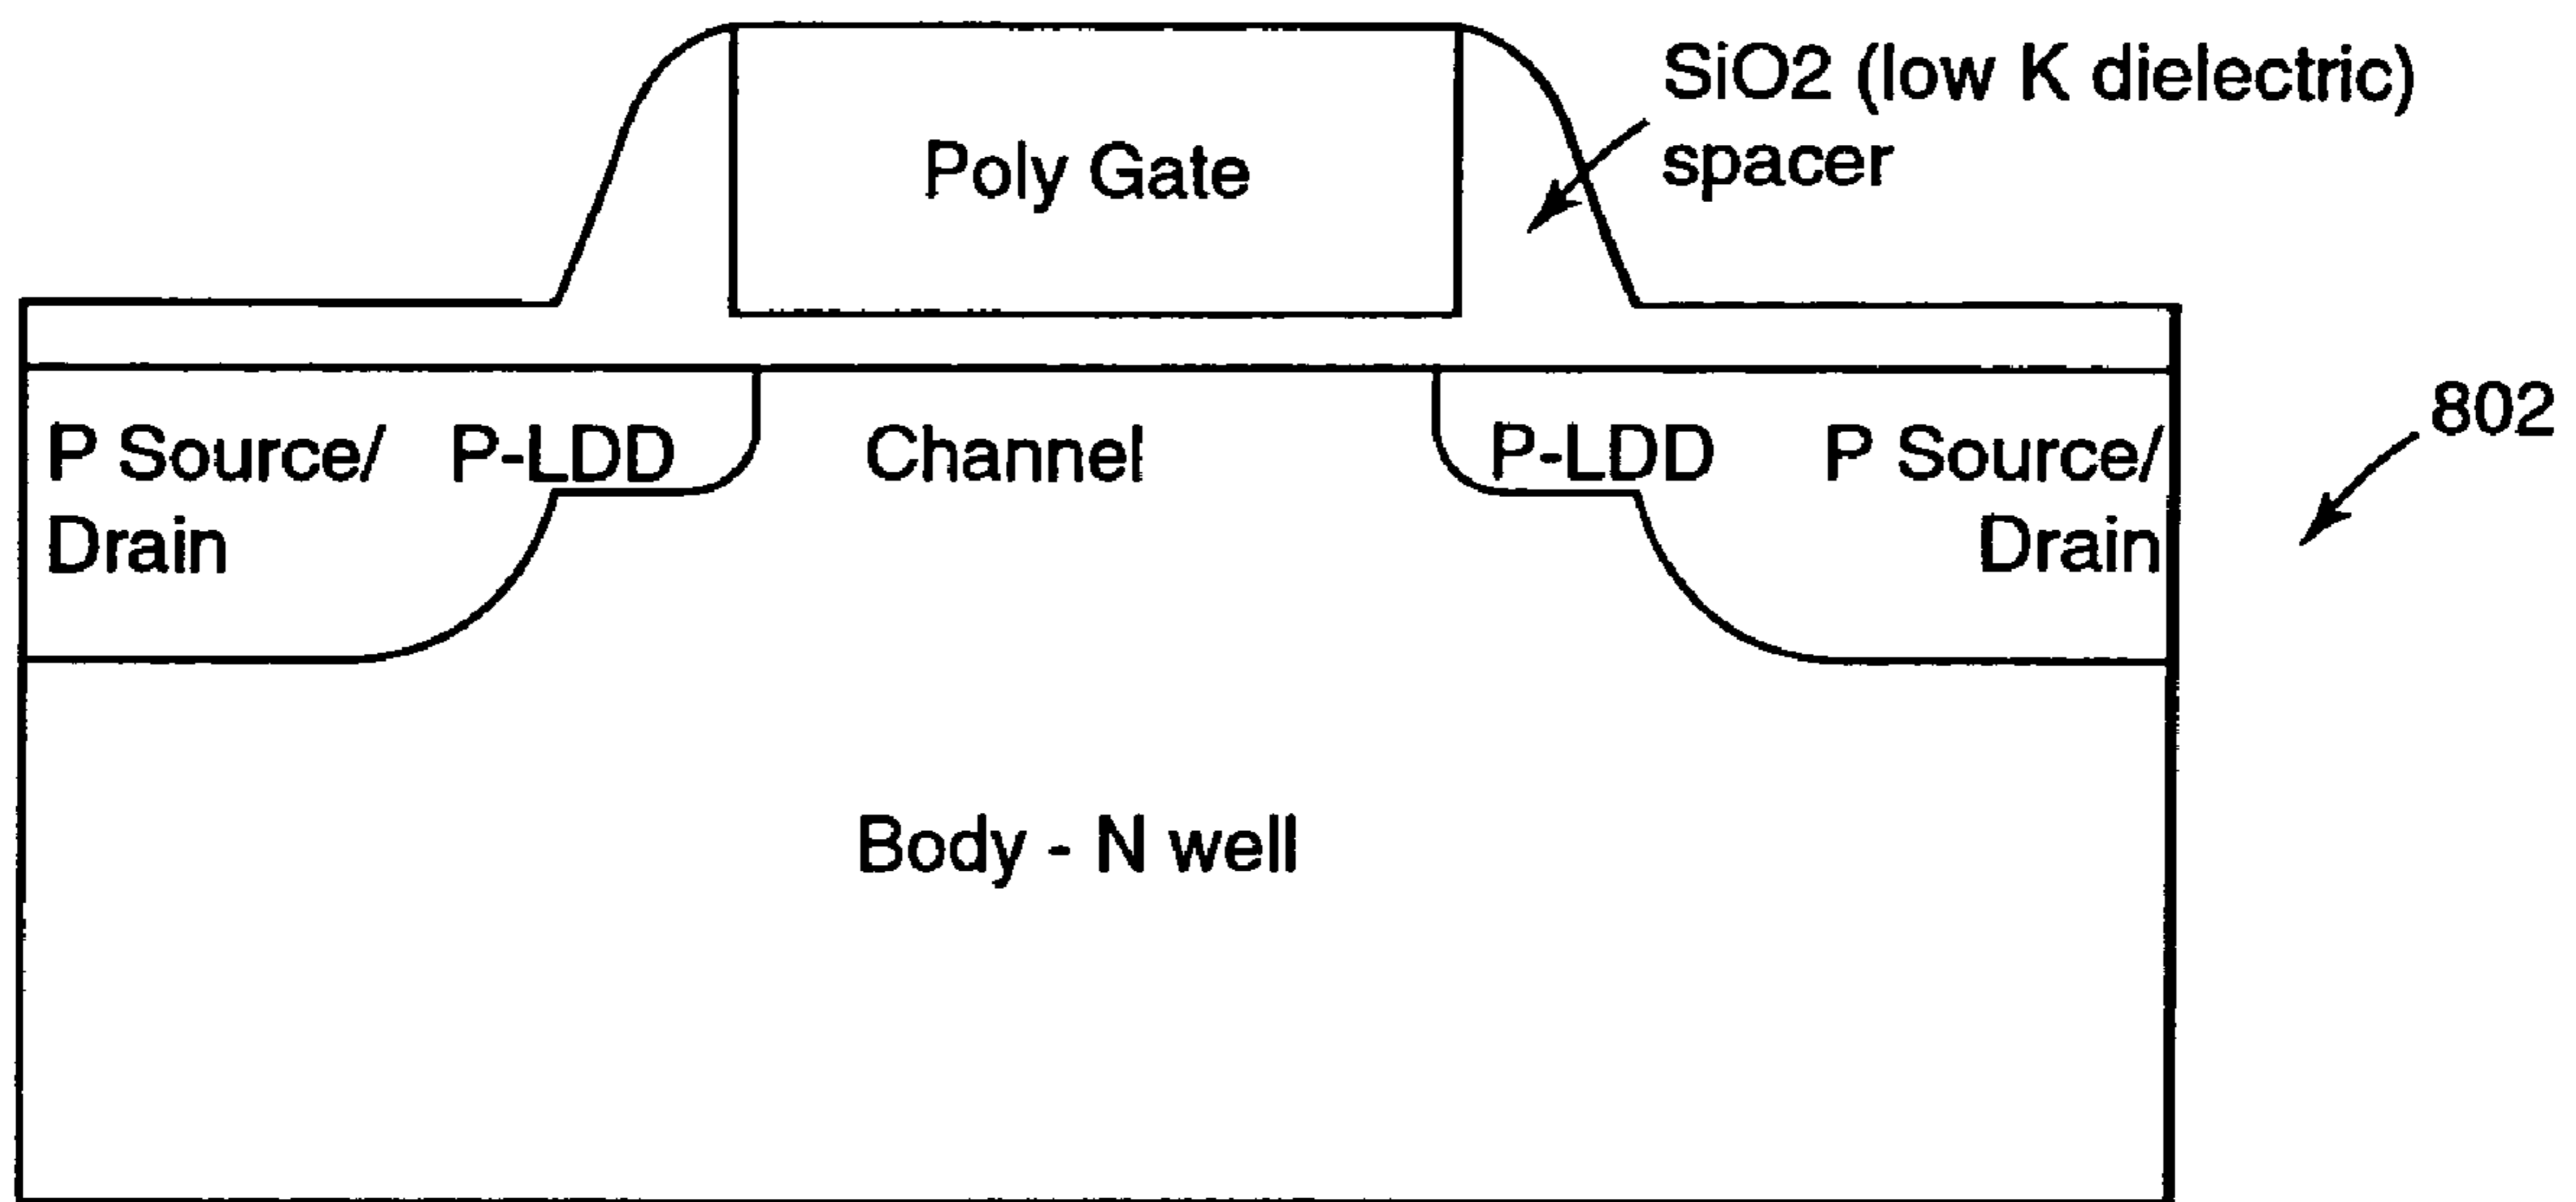 SiO2 (low K dielectric)
spacer
Poly Gate
802
P Source/
Drain
P-LDD
Channel
P-LDD
P Source/
Drain
Body - N well